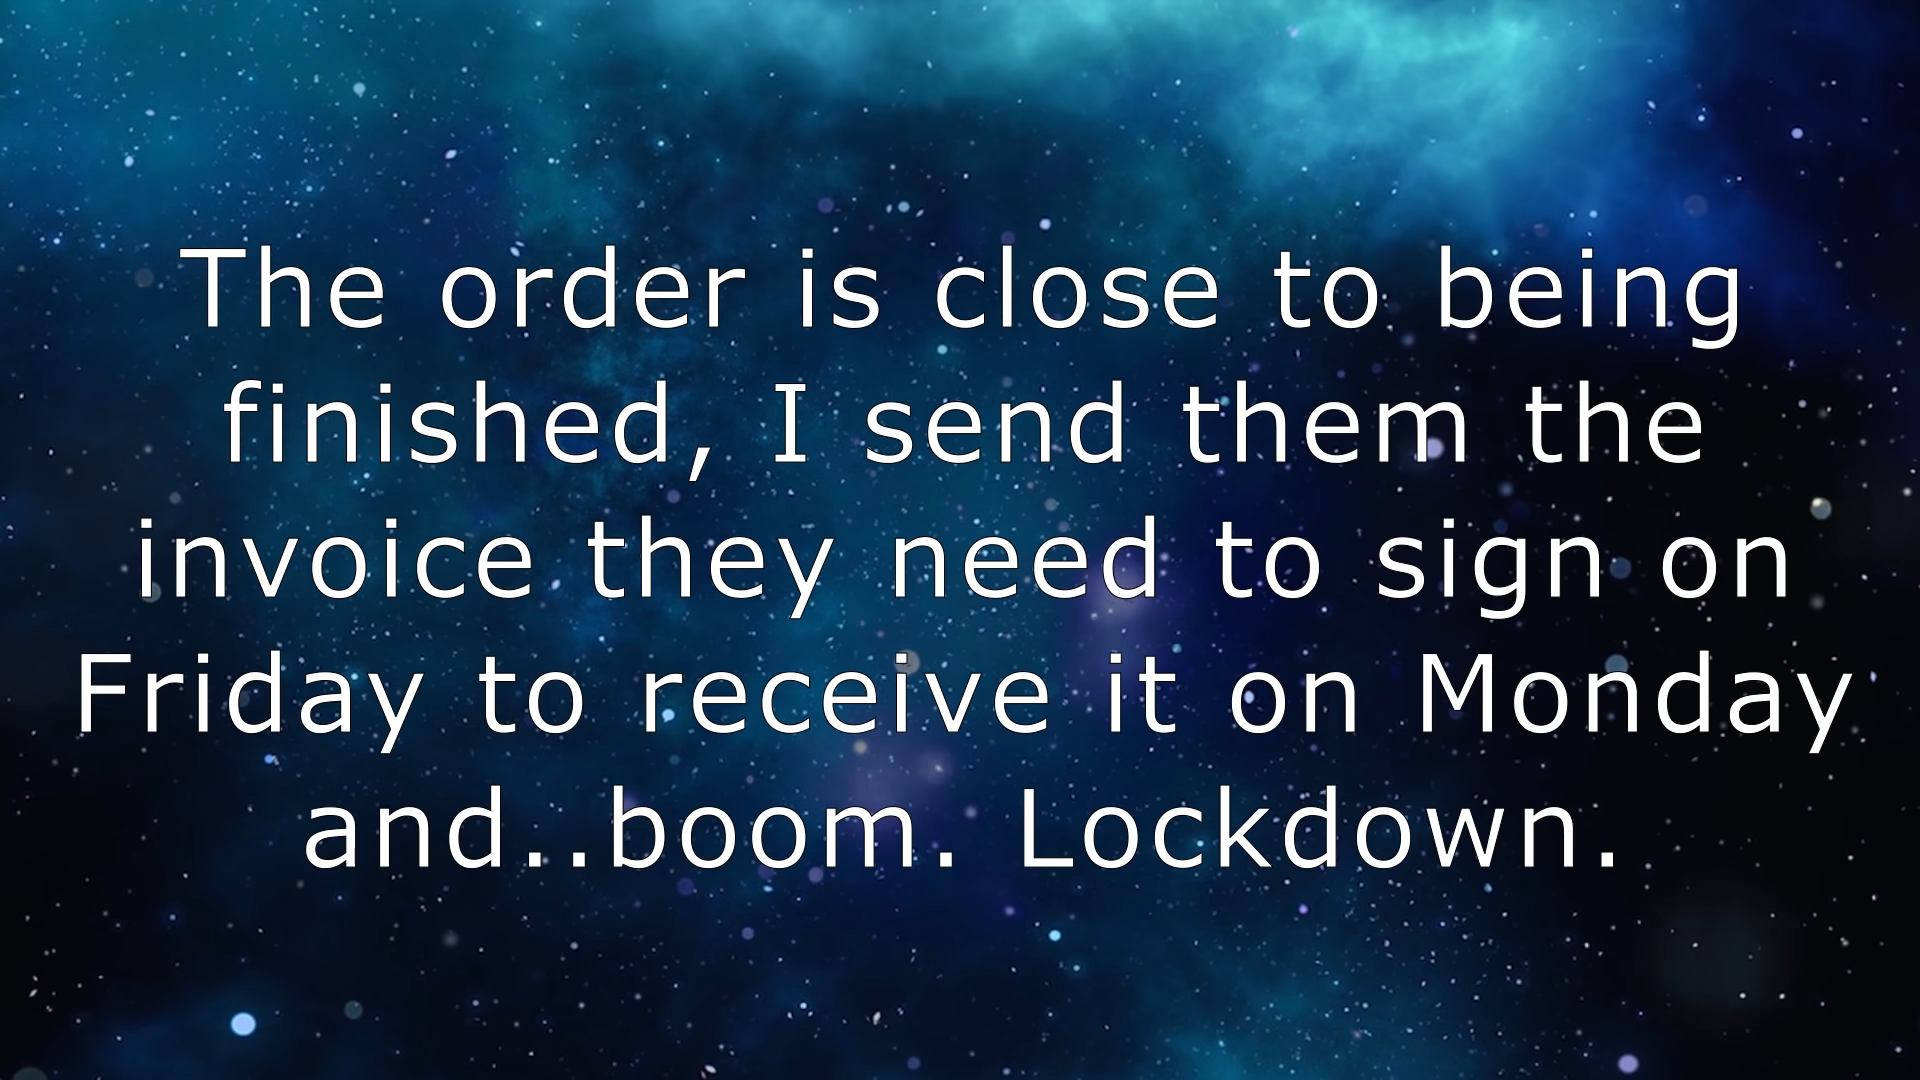 The order is close to being
finished, I send them the
invoice they need to sign on
Friday to receive it on Monday
and..boom. Lockdown.